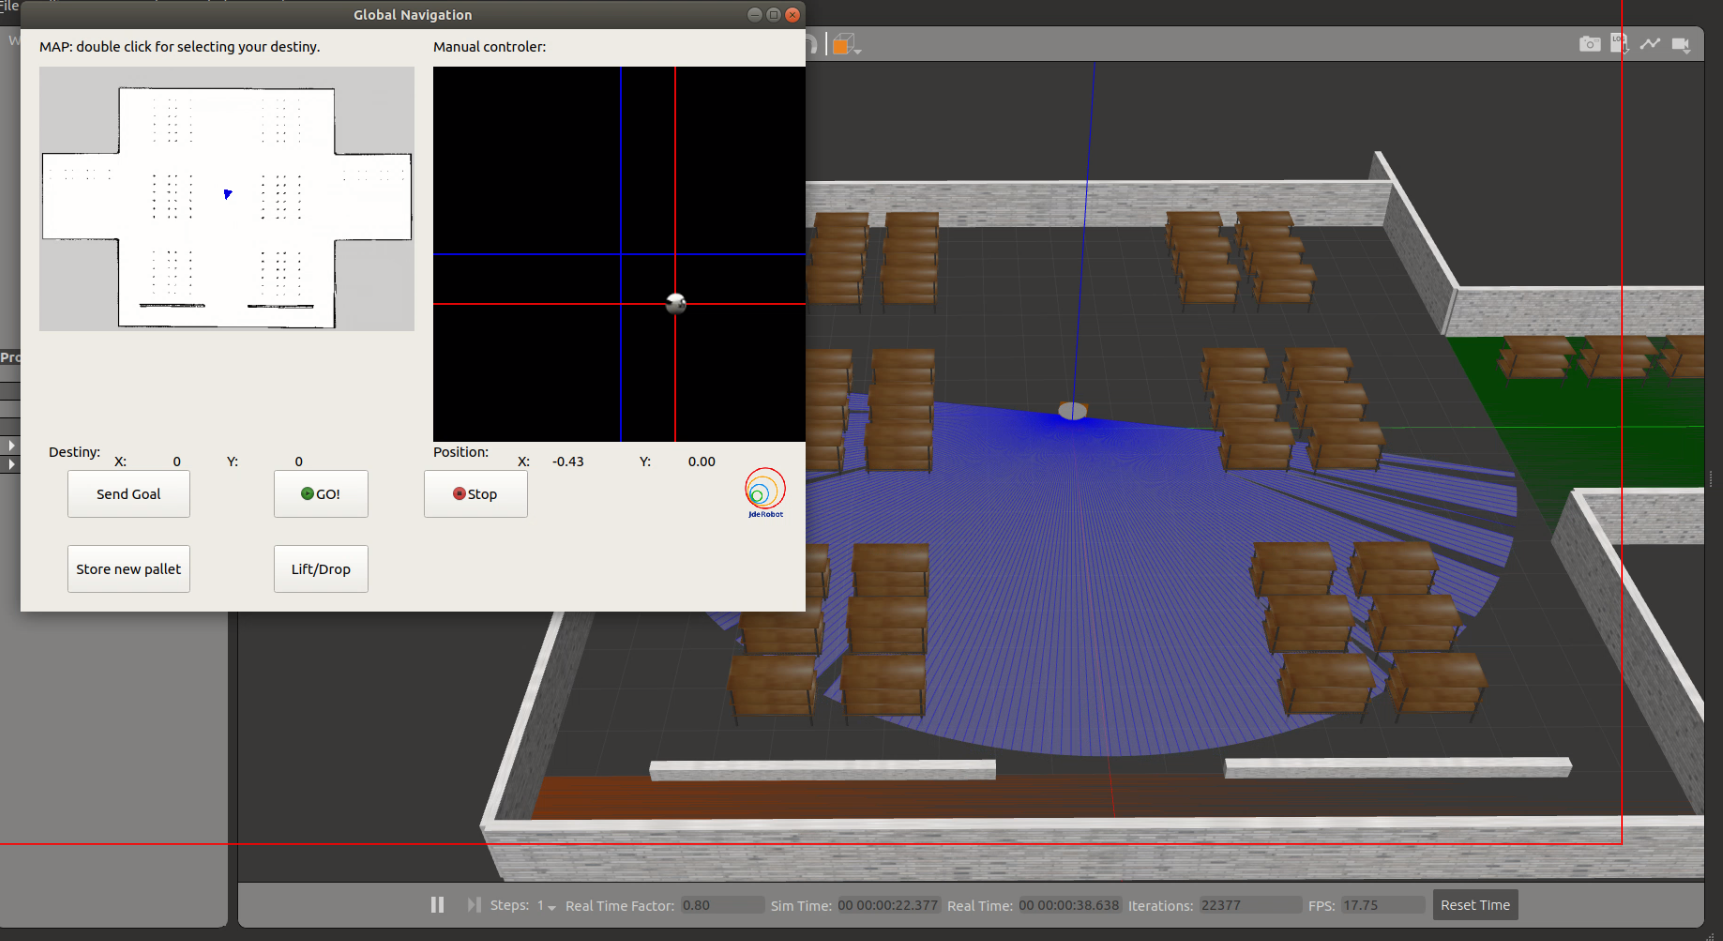 File
Global Navigation
W
MAP: double click for selecting your destiny.
Manual controler:
LOG
Pro
Destiny:
X: 0 Y: 0
Position:
X: -0.43 Y: 0.00
Send Goal
GO!
Stop
JdeRobot
Store new pallet
Lift/Drop
Steps: 1 Real Time Factor: 0.80 Sim Time: 00 00:00:22.377 Real Time: 00 00:00:38.638 Iterations: 22377 FPS: 17.75 Reset Time